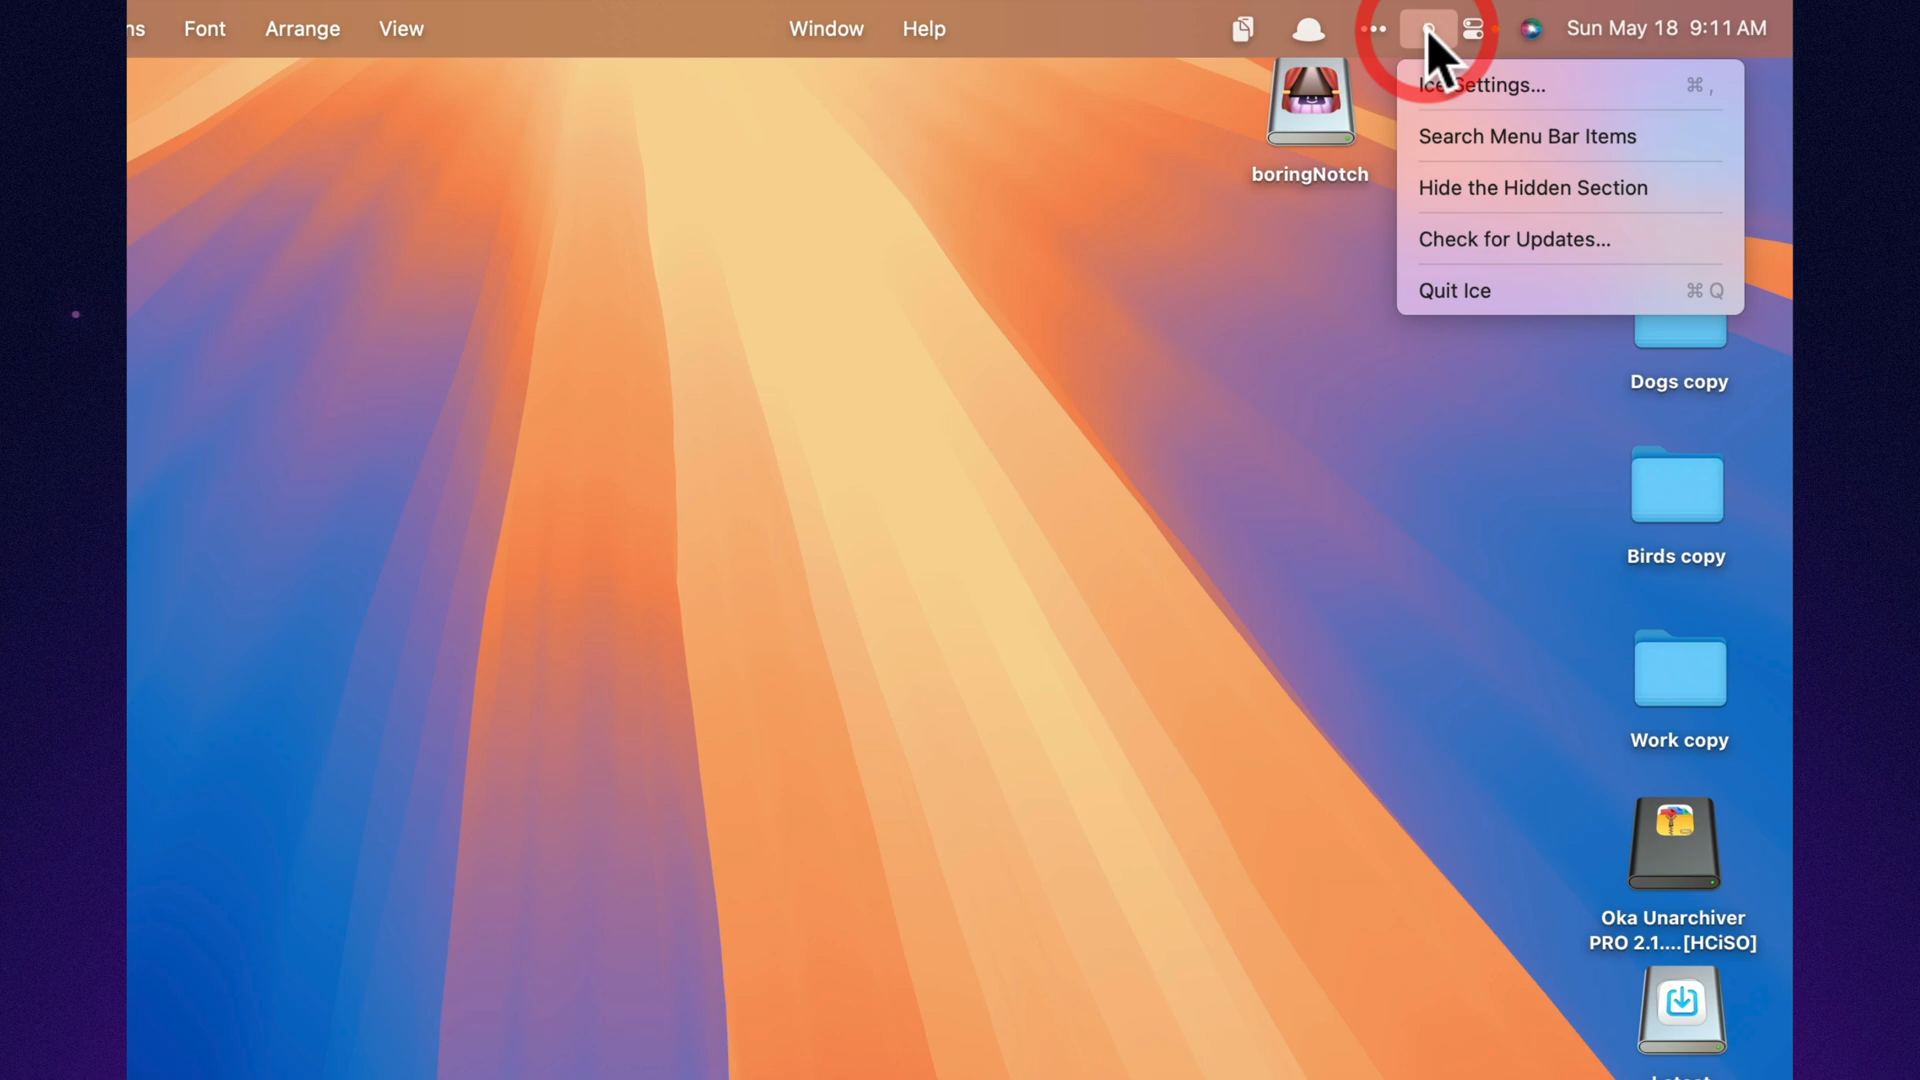 ns Font Arrange View Window Help Sun May 18 9:11 AM
Ice Settings... ⌘ ,
Search Menu Bar Items
Hide the Hidden Section
Check for Updates...
Quit Ice ⌘ Q
boringNotch
Dogs copy
Birds copy
Work copy
Oka Unarchiver
PRO 2.1....[HCiSO]